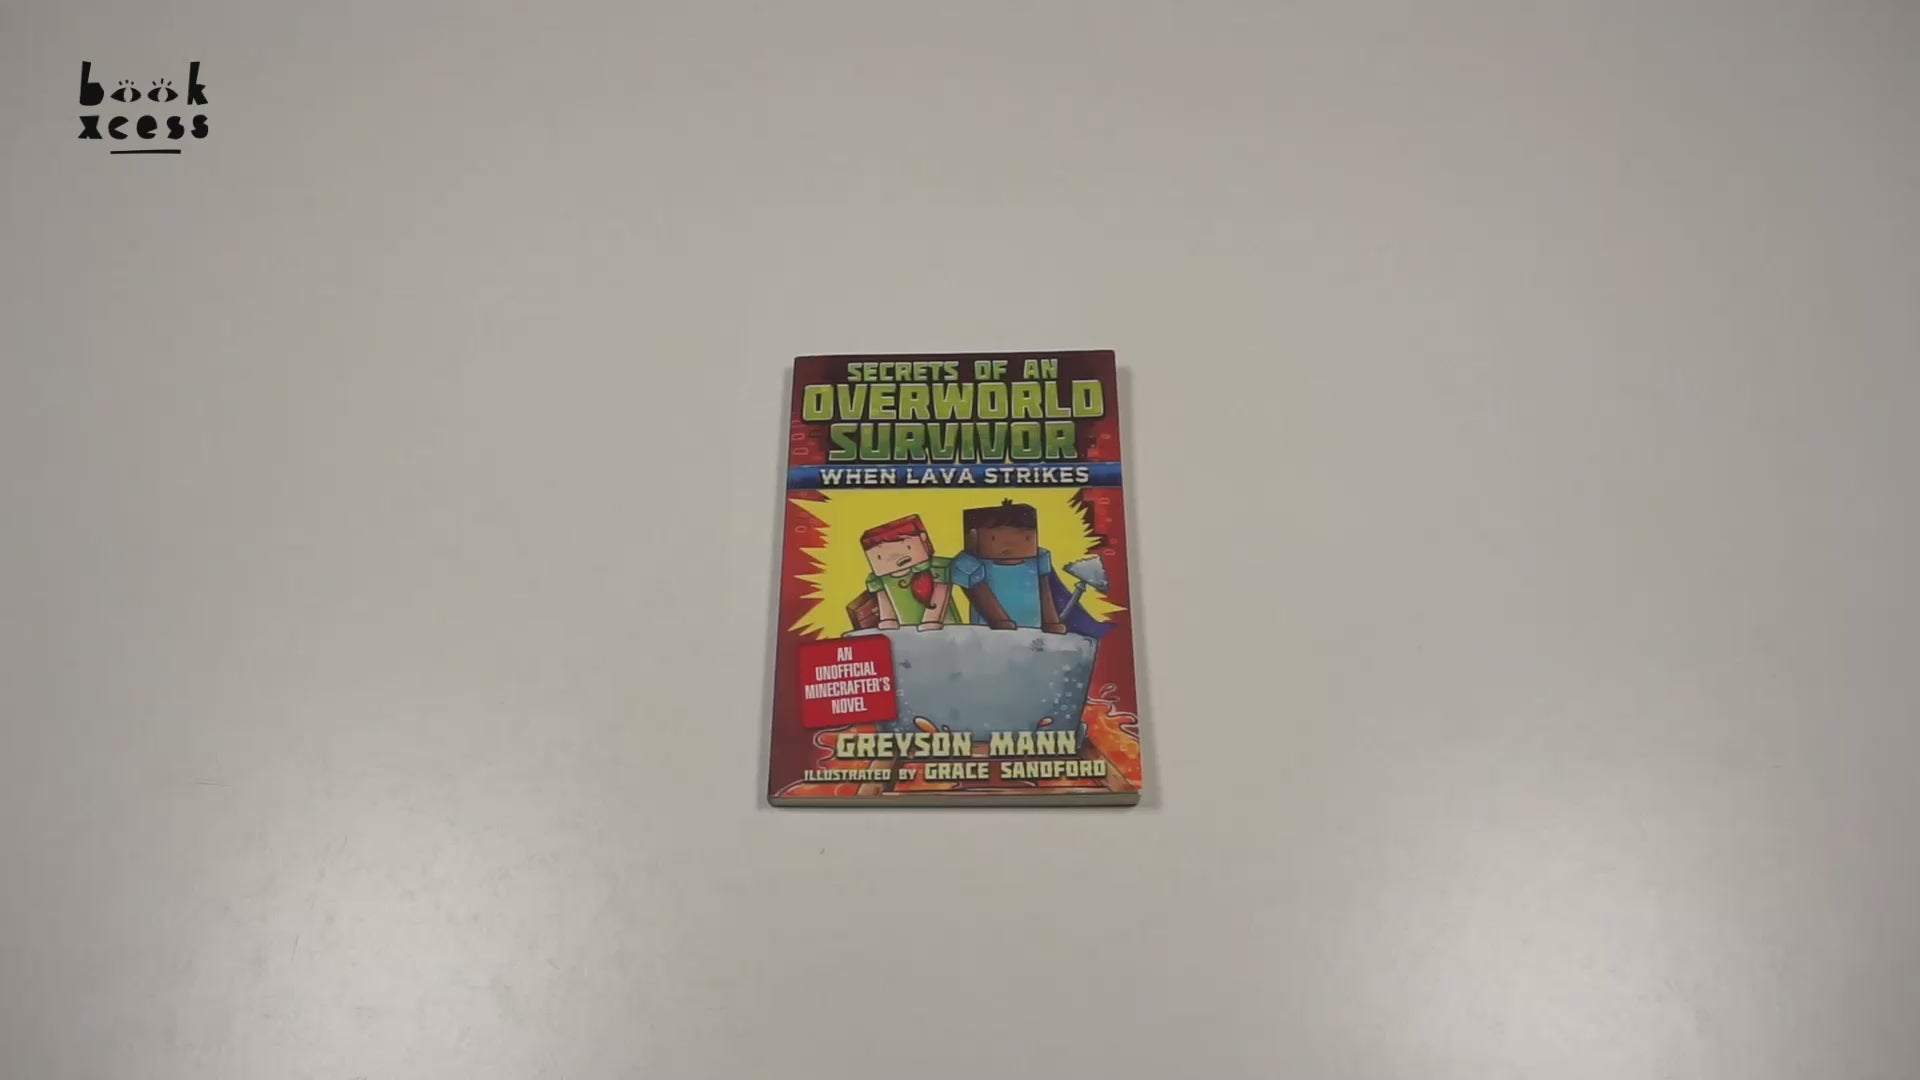 book
xcess
SECRETS OF AN
OVERWORLD
SURVIVOR
WHEN LAVA STRIKES
AN
UNOFFICIAL
MINECRAFTER'S
NOVEL
GREYSON MANN
ILLUSTRATED BY GRACE SANDFORD